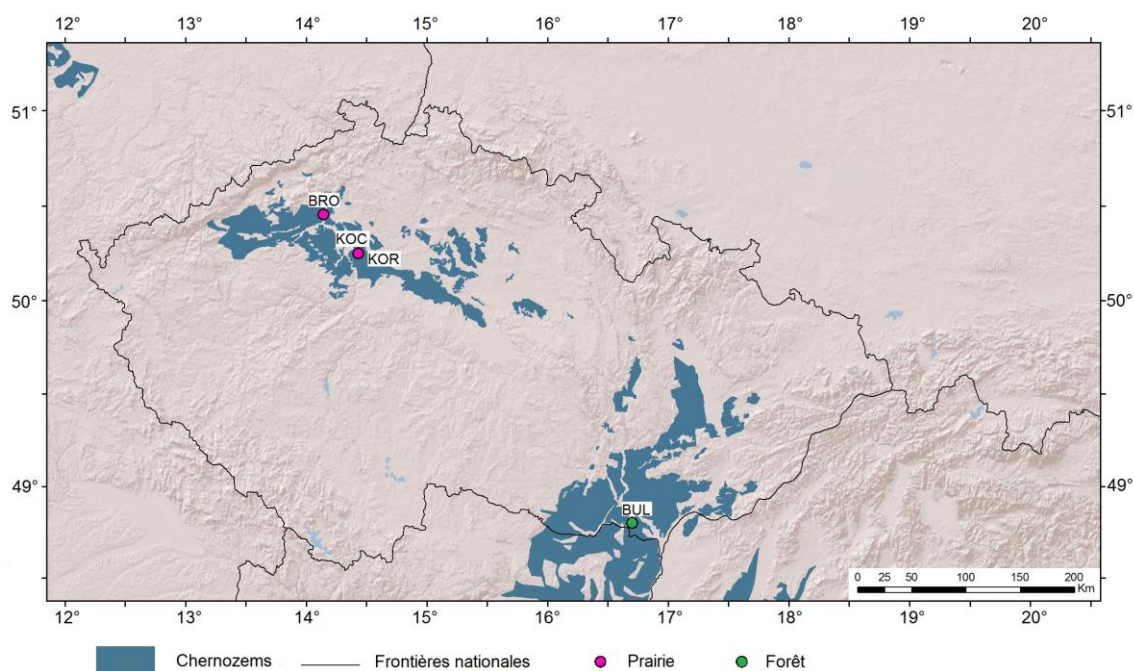 12° 13° 14° 15° 16° 17° 18° 19° 20°
51° 51°
BRO
KOC
KOR
50° 50°
49° 49°
BUL
0 25 50 100 150 200
Km
12° 13° 14° 15° 16° 17° 18° 19° 20°
Chernozems Frontières nationales Prairie Forêt